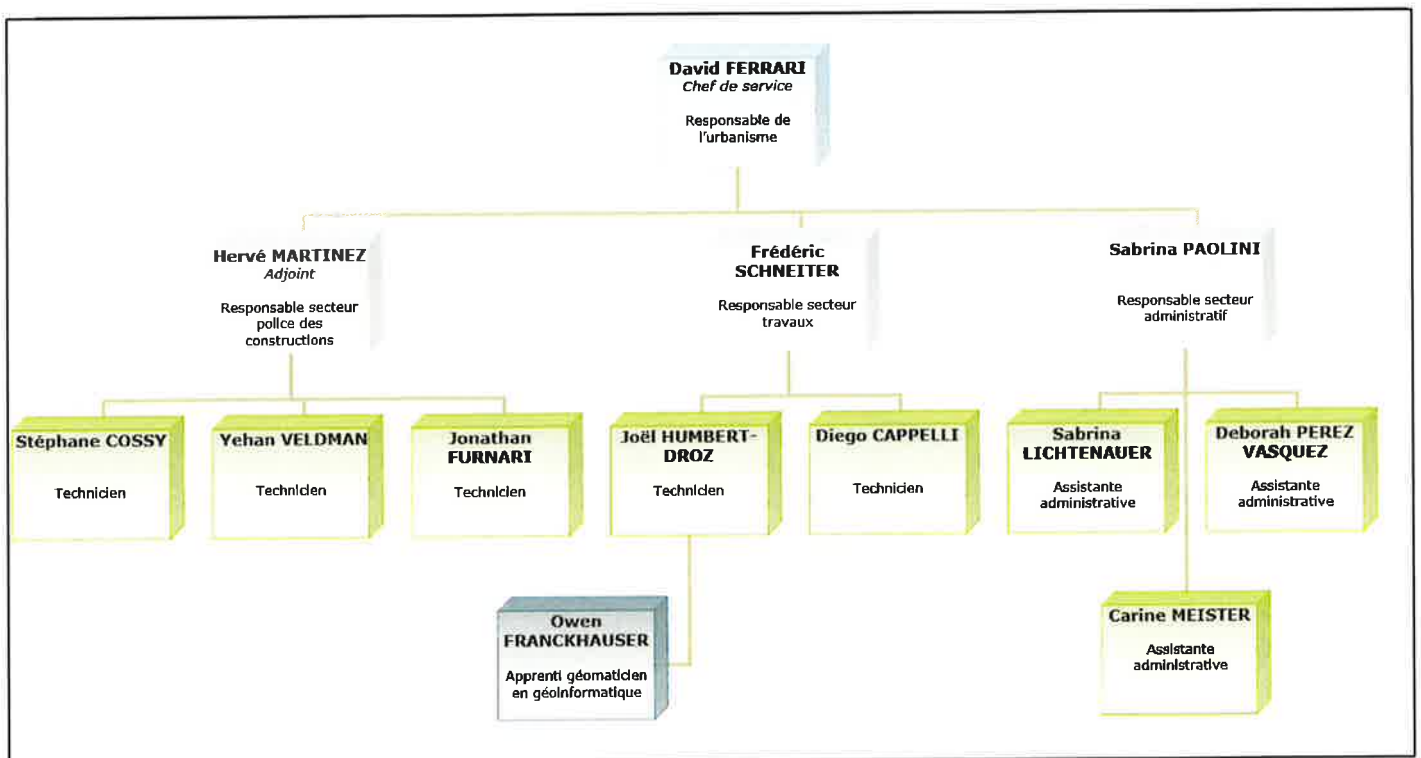 David FERRARI
Chef de service
Responsable de
l'urbanisme
Hervé MARTINEZ
Adjoint
Responsable secteur
police des
constructions
Frédéric
SCHNEITER
Responsable secteur
travaux
Sabrina PAOLINI
Responsable secteur
administratif
Stéphane COSSY
Technicien
Yehan VELDMAN
Technicien
Jonathan
FURNARI
Technicien
Joël HUMBERT-
DROZ
Technicien
Diego CAPPELLI
Technicien
Sabrina
LICHTENAUER
Assistante
administrative
Deborah PEREZ
VASQUEZ
Assistante
administrative
Owen
FRANCKHAUSER
Apprenti géomaticien
en géoinformatique
Carine MEISTER
Assistante
administrative